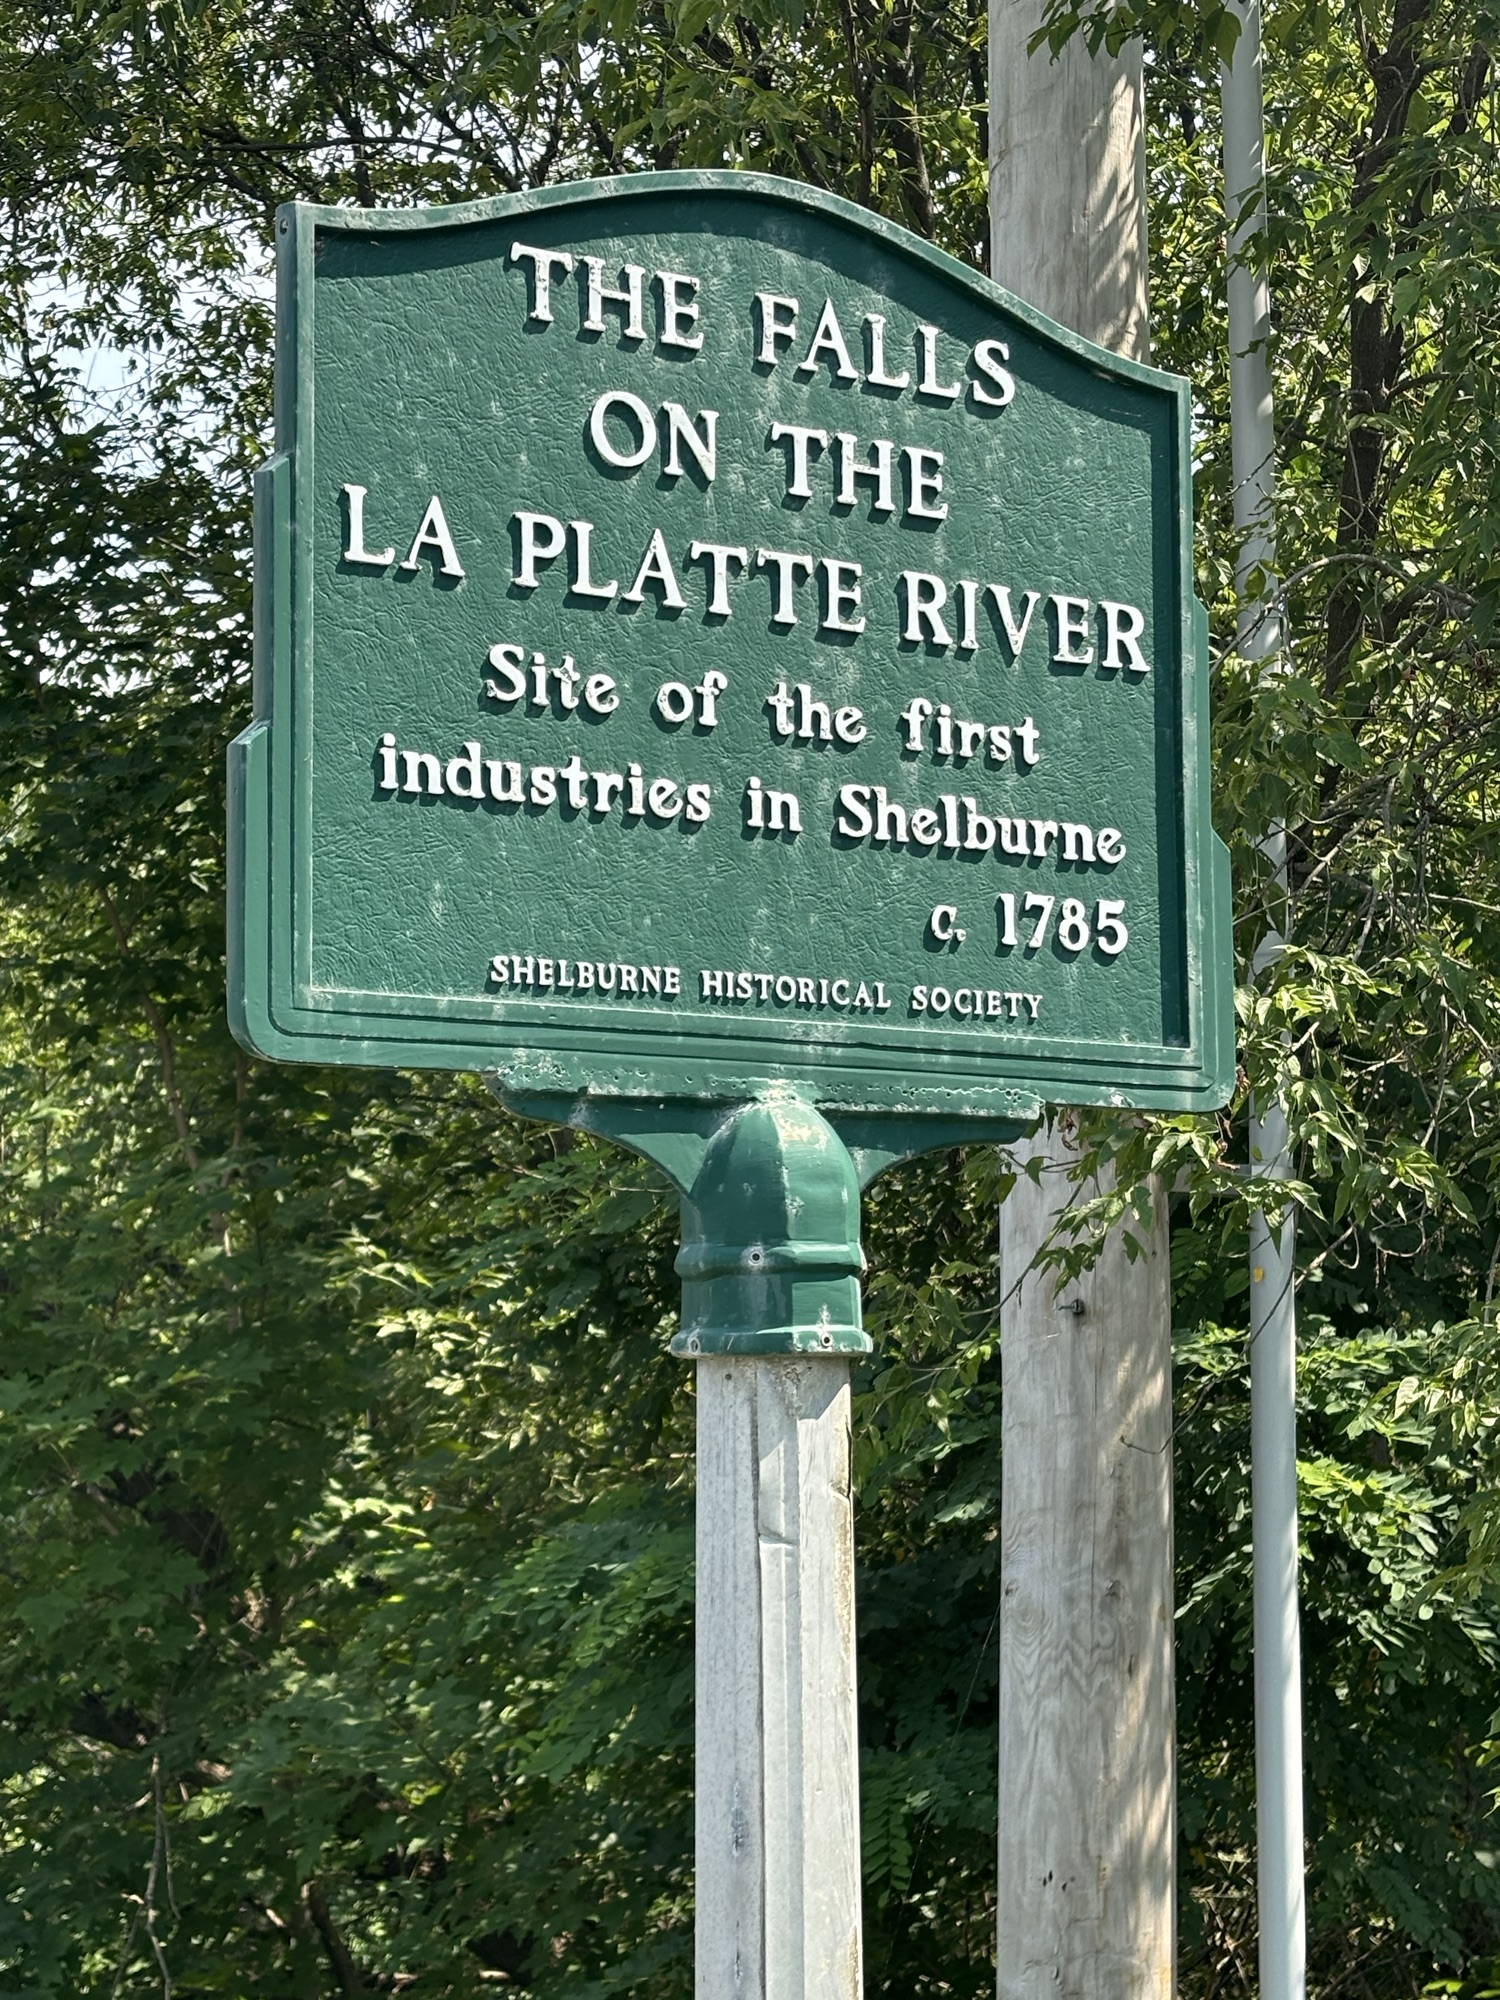 THE FALLS
ON THE
LA PLATTE RIVER
Site of the first
industries in Shelburne
c. 1785
SHELBURNE HISTORICAL SOCIETY